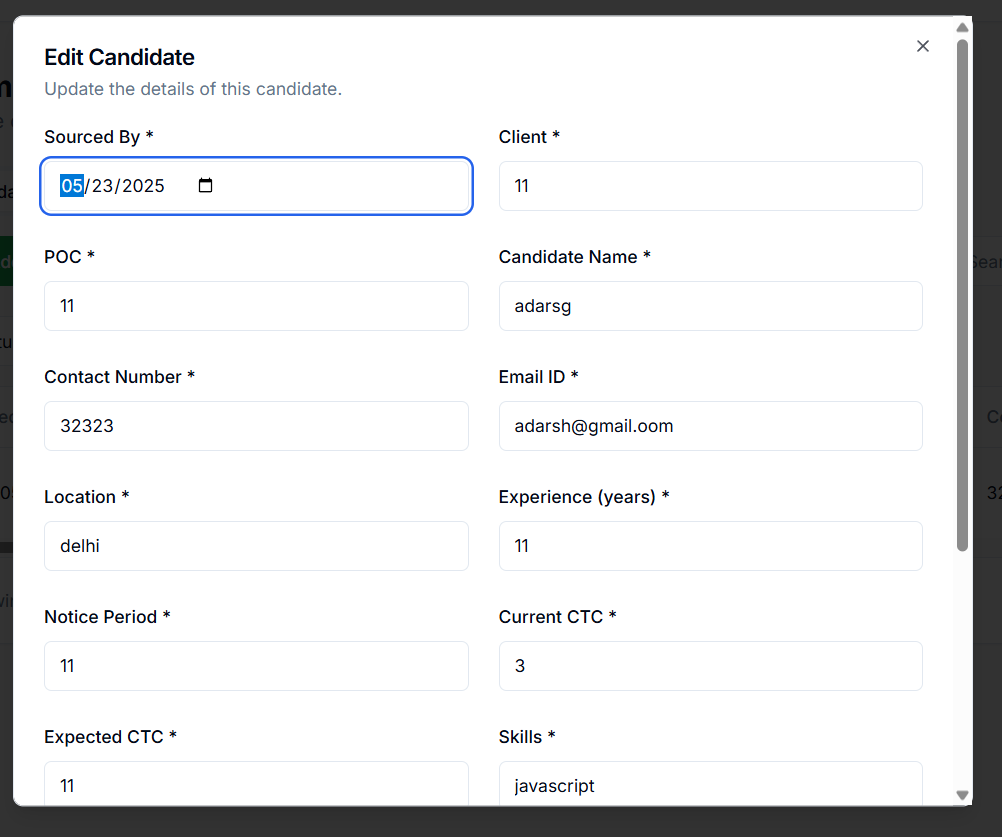 Edit Candidate
Update the details of this candidate.
Sourced By *
Client *
05/23/2025
11
POC *
Candidate Name *
11
adarsg
Contact Number *
Email ID *
32323
adarsh@gmail.oom
Location *
Experience (years) *
delhi
11
Notice Period *
Current CTC *
11
3
Expected CTC *
Skills *
11
javascript